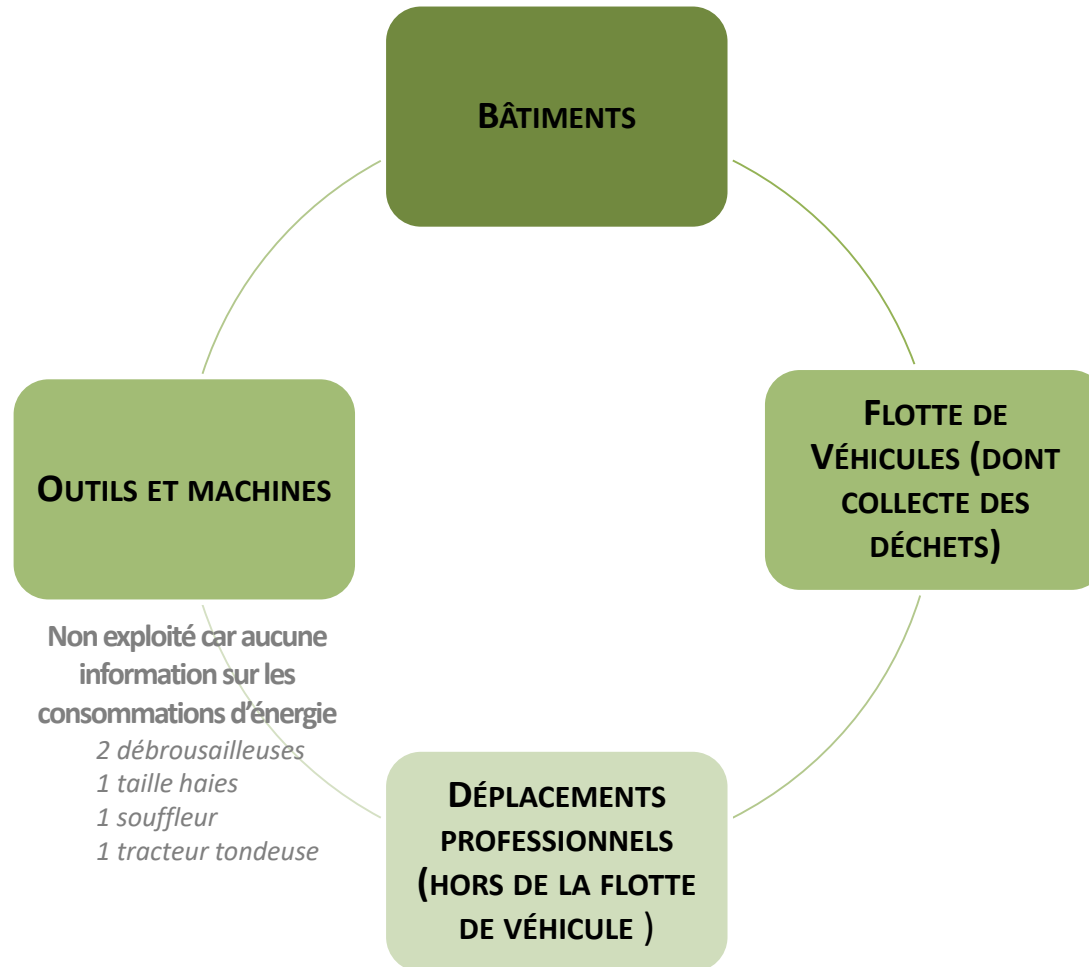 BÂTIMENTS
FLOTTE DE
VÉHICULES (DONT
COLLECTE DES
DÉCHETS)
OUTILS ET MACHINES
Non exploité car aucune
information sur les
consommations d'énergie
2 débrousailleuses
1 taille haies
1 souffleur
1 tracteur tondeuse
DÉPLACEMENTS
PROFESSIONNELS
(HORS DE LA FLOTTE
DE VÉHICULE )